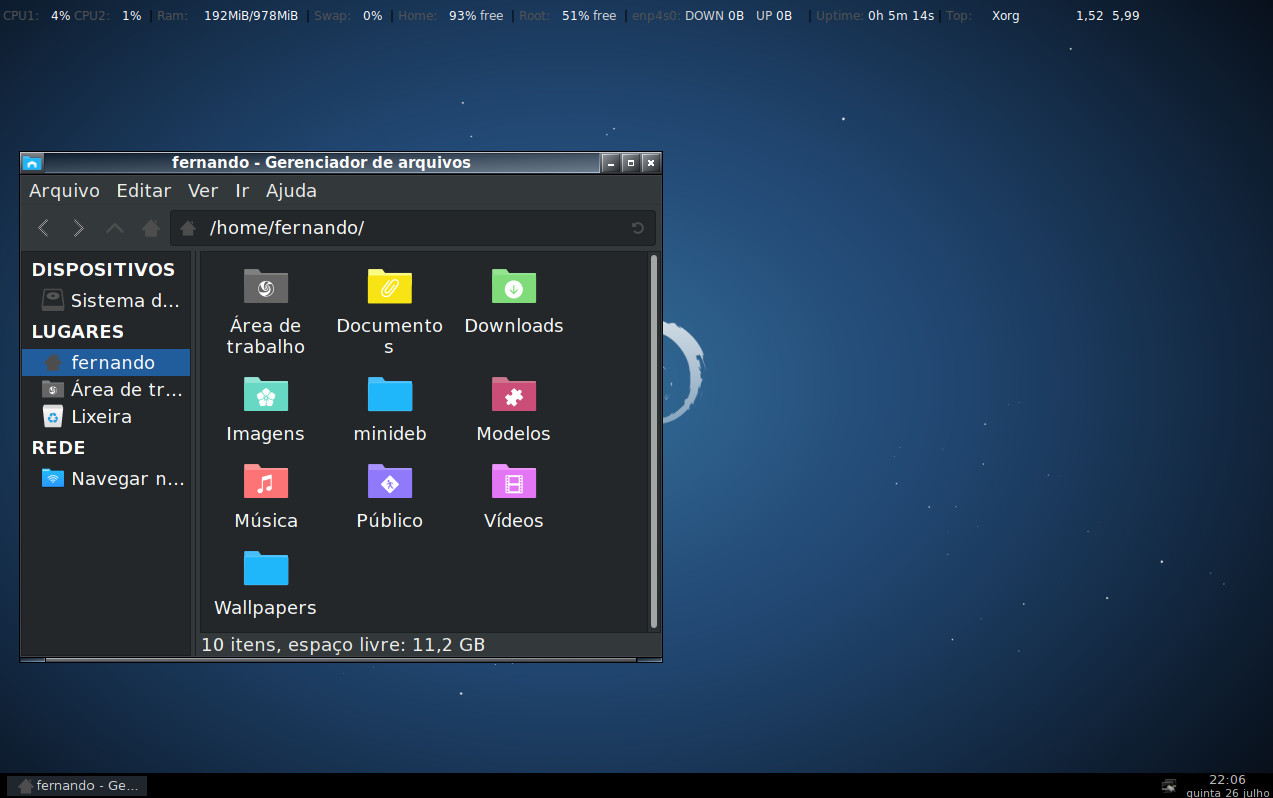 CPU1: 4% CPU2: 1% | Ram: 192MiB/978MiB | Swap: 0% | Home: 93% free | Root: 51% free | enp4s0: DOWN 0B UP 0B | Uptime: 0h 5m 14s | Top: Xorg 1,52 5,99
fernando - Gerenciador de arquivos
Arquivo Editar Ver Ir Ajuda
/home/fernando/
DISPOSITIVOS
Sistema d...
LUGARES
fernando
Área de tr...
Lixeira
REDE
Navegar n...
Área de
trabalho
Documento
s
Downloads
Imagens
minideb
Modelos
Música
Público
Vídeos
Wallpapers
10 itens, espaço livre: 11,2 GB
fernando - Ge...
22:06
quinta 26 julho